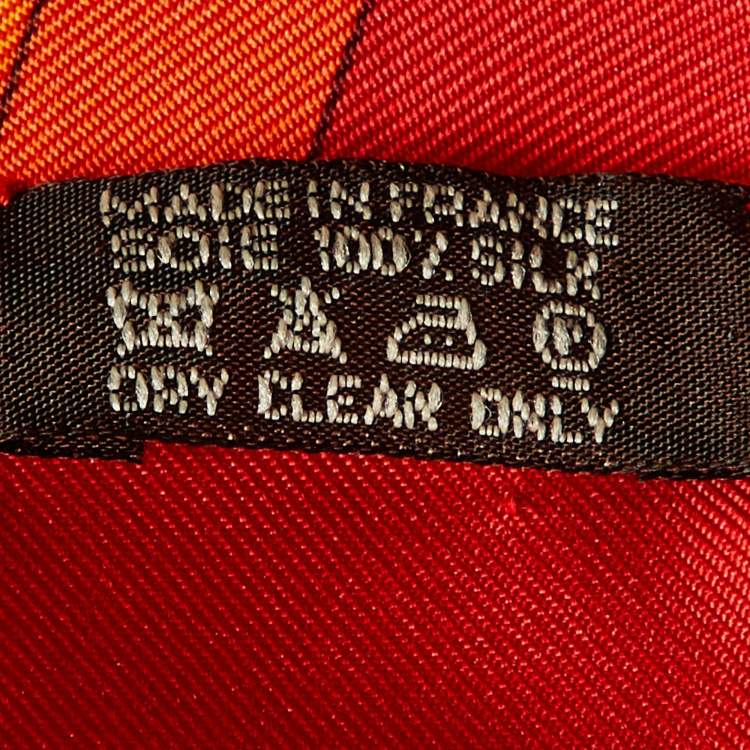 MADE IN FRANCE
SOIE 100% SILK
P
DRY CLEAN ONLY